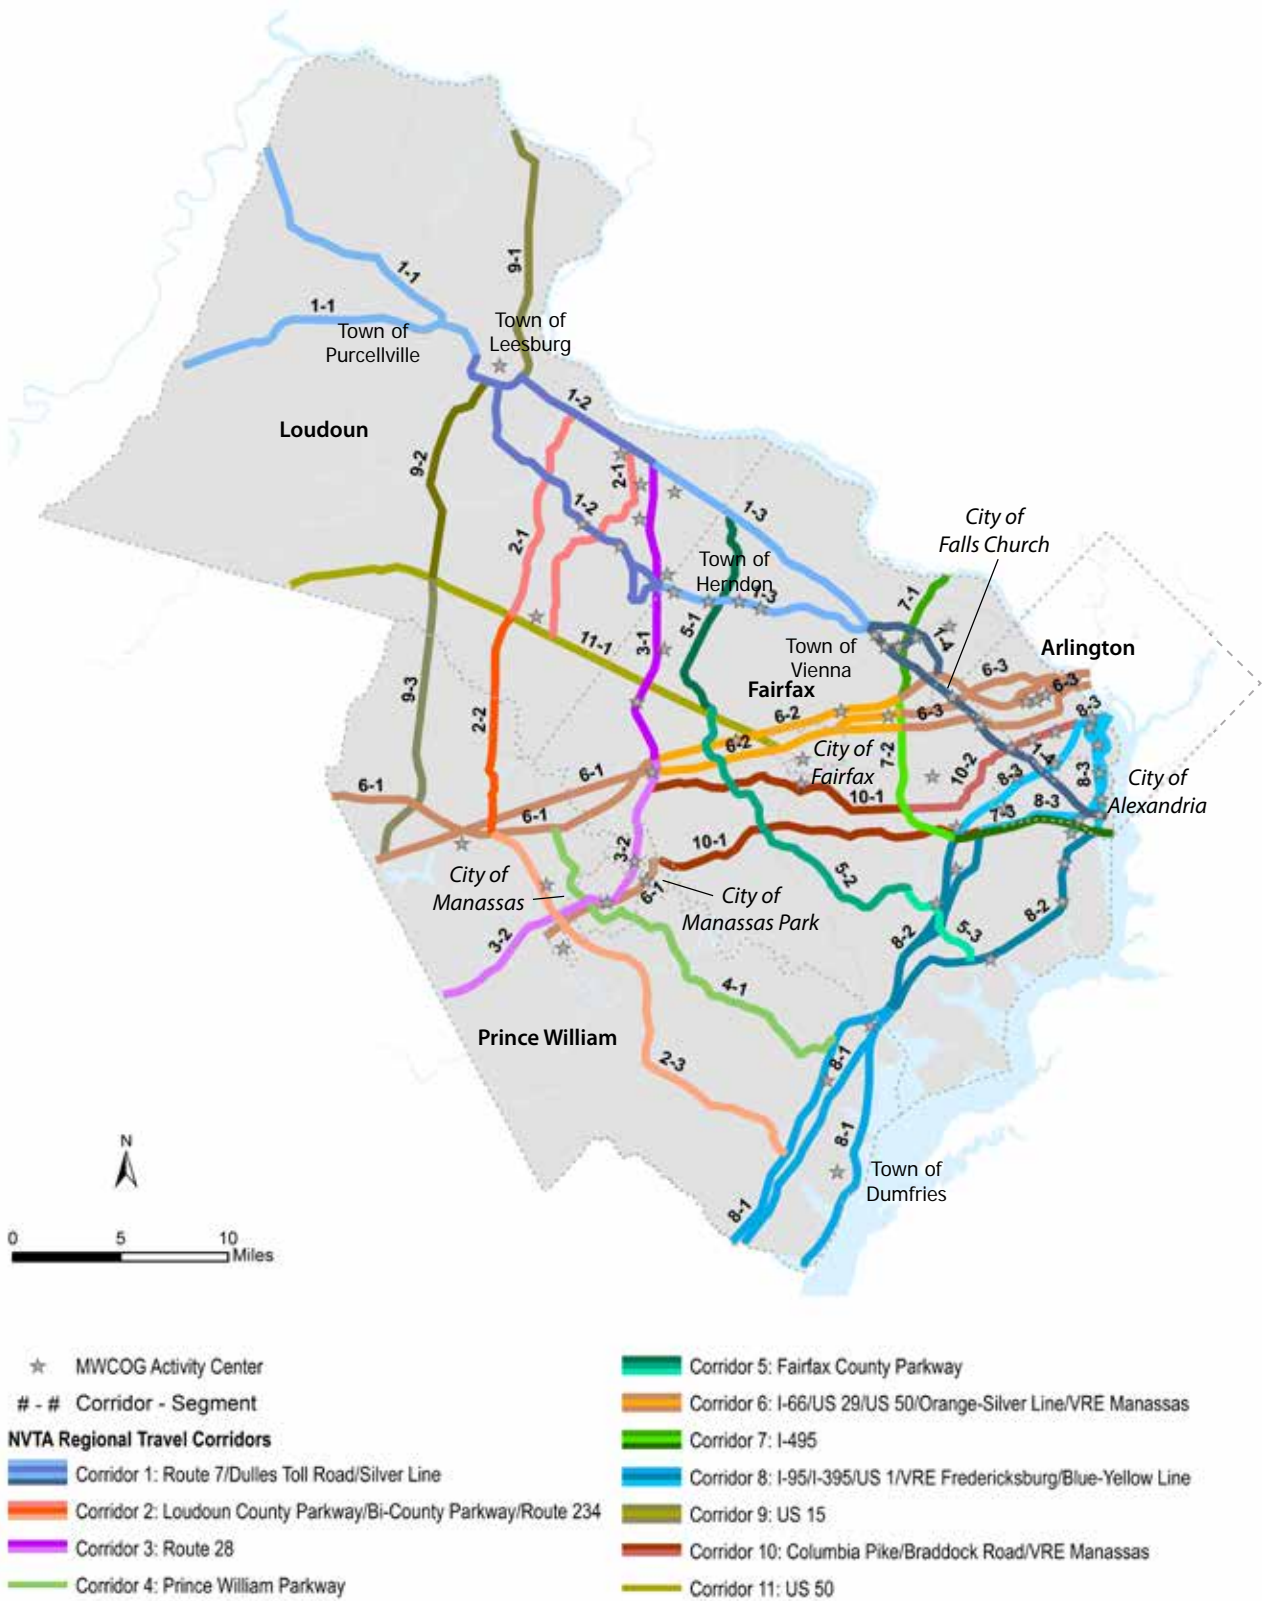 9-1
1-1
1-1
Town of
Purcellville
Town of
Leesburg
1-2
Loudoun
9-2
2-1
1-2
1-3
City of
Falls Church
2-1
Town of
Herndon
1-3
7-1
5-1
3-1
11-1
7-4
Town of
Vienna
Arlington
6-3
6-3
Fairfax
9-3
2-2
6-2
6-3
8-3
6-2
City of
Fairfax
7-2
10-2
1-4
8-3
8-3
City of
Alexandria
6-1
6-1
10-1
6-1
7-3
8-3
3-2
10-1
City of
Manassas
6-1
City of
Manassas Park
5-2
8-2
5-3
8-2
3-2
4-1
Prince William
2-3
8-1
8-1
Town of
Dumfries
8-1
N
0 5 10
Miles
MWCOG Activity Center
# - # Corridor - Segment
NVTA Regional Travel Corridors
Corridor 1: Route 7/Dulles Toll Road/Silver Line
Corridor 2: Loudoun County Parkway/Bi-County Parkway/Route 234
Corridor 3: Route 28
Corridor 4: Prince William Parkway
Corridor 5: Fairfax County Parkway
Corridor 6: I-66/US 29/US 50/Orange-Silver Line/VRE Manassas
Corridor 7: I-495
Corridor 8: I-95/I-395/US 1/VRE Fredericksburg/Blue-Yellow Line
Corridor 9: US 15
Corridor 10: Columbia Pike/Braddock Road/VRE Manassas
Corridor 11: US 50